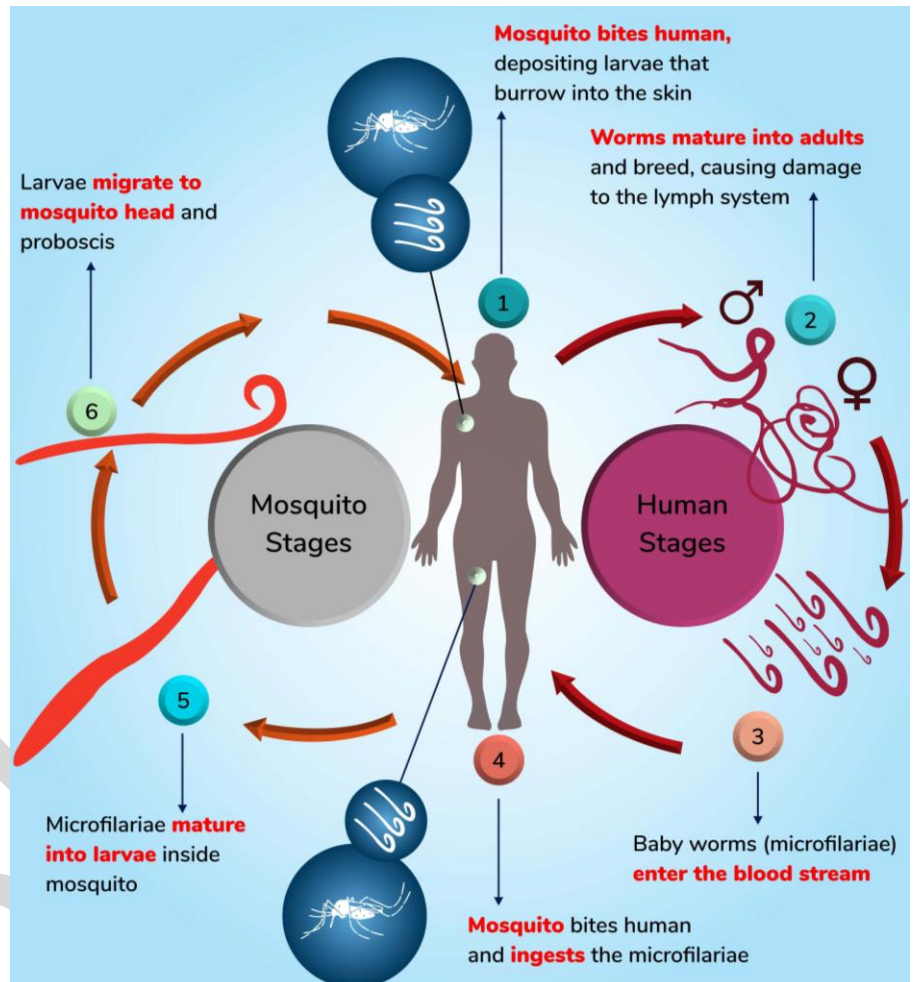 Mosquito bites human,
depositing larvae that
burrow into the skin
1
Worms mature into adults
and breed, causing damage
to the lymph system
2
Human
Stages
3
Baby worms (microfilariae)
enter the blood stream
4
Mosquito bites human
and ingests the microfilariae
5
Microfilariae mature
into larvae inside
mosquito
Mosquito
Stages
6
Larvae migrate to
mosquito head and
proboscis